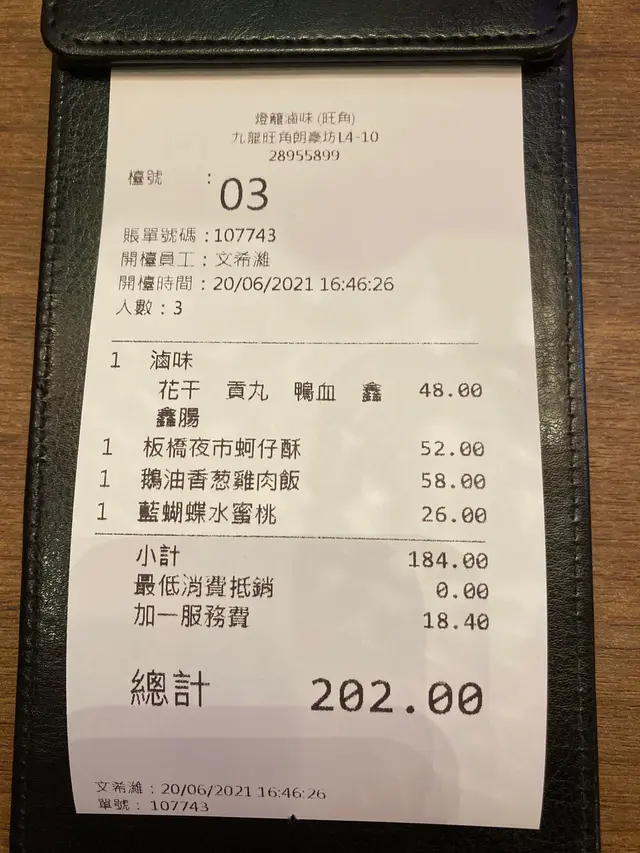 燈籠滷味 (旺角)
九龍旺角朗豪坊L4-10
28955899
檯號 : 03
賬單號碼 : 107743
開檯員工 : 文希濰
開檯時間 : 20/06/2021 16:46:26
人數 : 3
1 滷味
花干 貢丸 鴨血 鑫 48.00
鑫腸
1 板橋夜市蚵仔酥 52.00
1 鵝油香葱雞肉飯 58.00
1 藍蝴蝶水蜜桃 26.00
小計 184.00
最低消費抵銷 0.00
加一服務費 18.40
總計 202.00
文希濰 : 20/06/2021 16:46:26
單號 : 107743